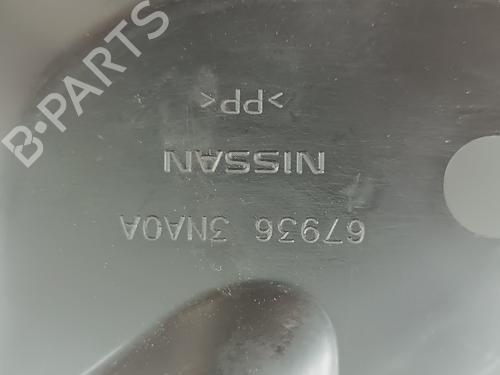 67936 3NA0A
NISSAN
>PP<
B-PARTS